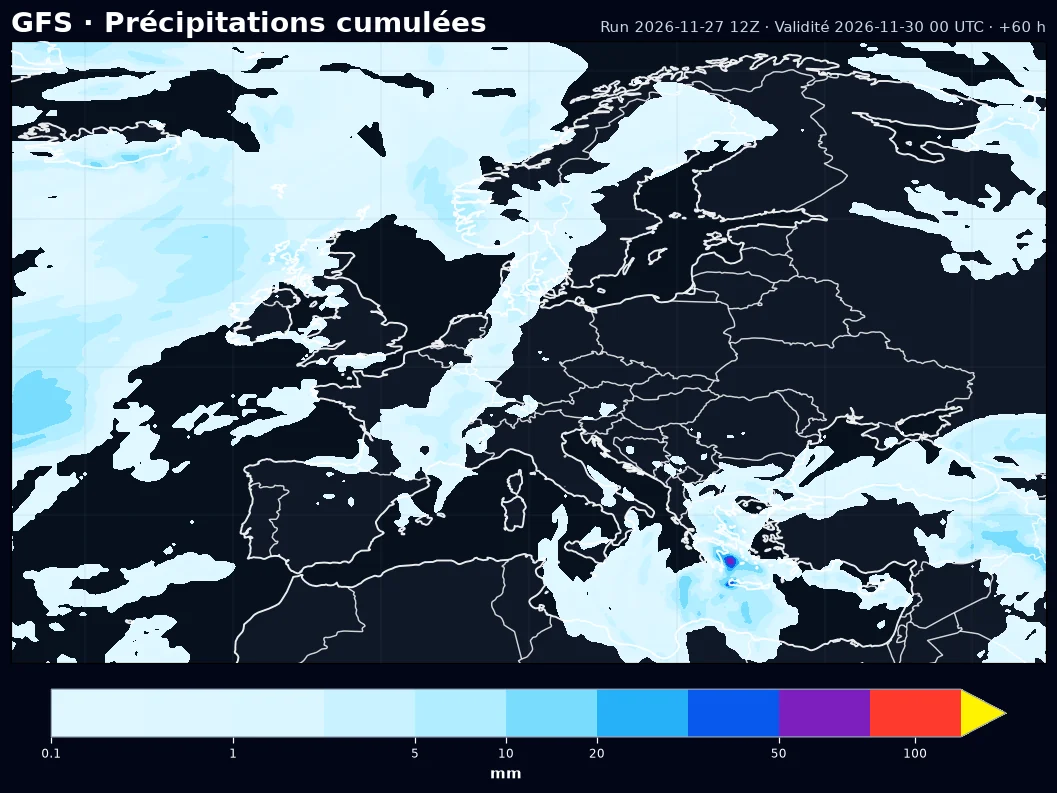 GFS · Précipitations cumulées
Run 2026-11-27 12Z · Validité 2026-11-30 00 UTC · +60 h
0.1 1 5 10 20 50 100
mm